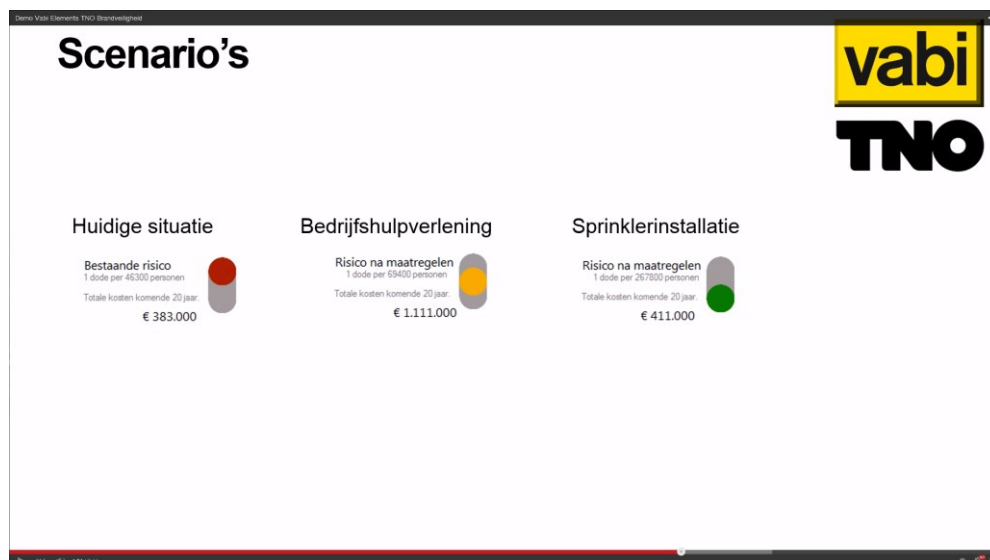 Demo Vabi Elements TNO Brandveiligheid
Scenario's
vabi
TNO
Huidige situatie
Bestaande risico
1 dode per 46300 personen
Totale kosten komende 20 jaar.
€ 383.000
Bedrijfshulpverlening
Risico na maatregelen
1 dode per 69400 personen
Totale kosten komende 20 jaar.
€ 1.111.000
Sprinklerinstallatie
Risico na maatregelen
1 dode per 267800 personen
Totale kosten komende 20 jaar.
€ 411.000